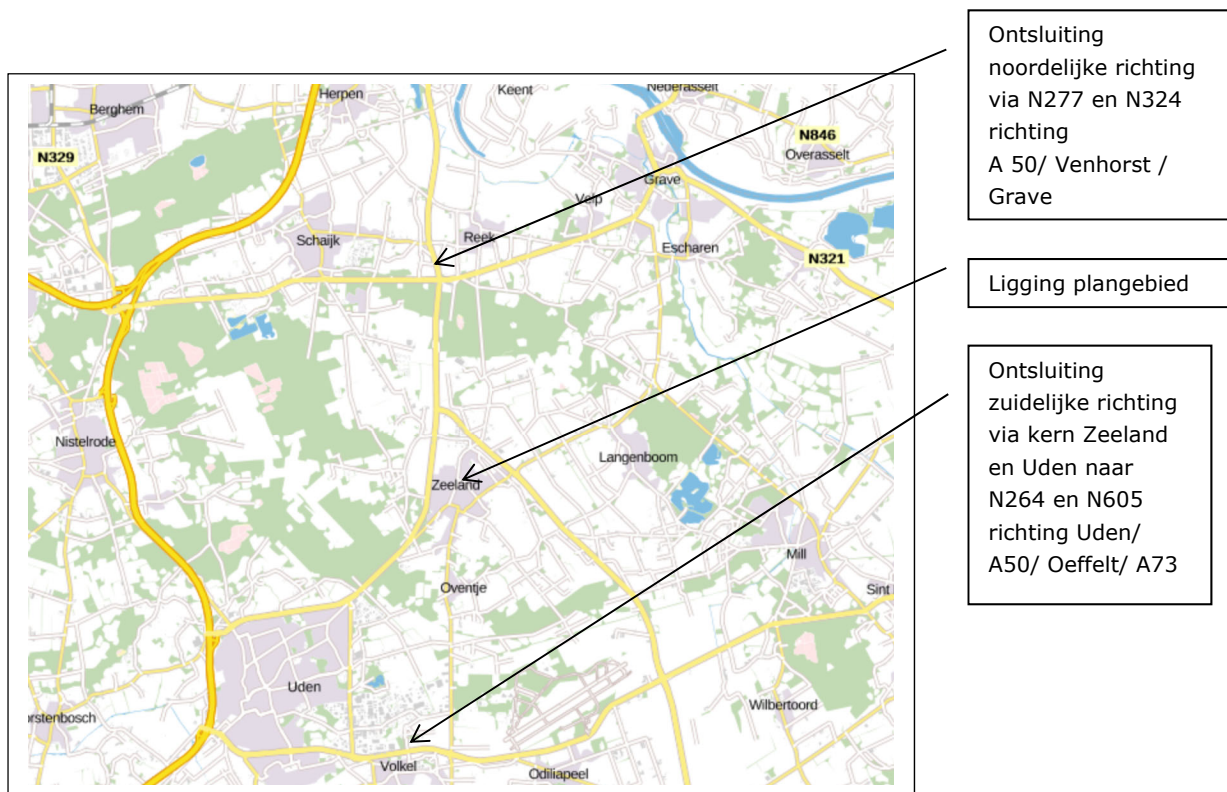 Ontsluiting
noordelijke richting
via N277 en N324
richting
A 50/ Venhorst /
Grave
Ligging plangebied
Ontsluiting
zuidelijke richting
via kern Zeeland
en Uden naar
N264 en N605
richting Uden/
A50/ Oeffelt/ A73
Berghem
Herpen
Keent
Nederasselt
N846
Overasselt
N329
Grave
Velp
Schaijk
Reek
Escharen
N321
Nistelrode
Langenboom
Zeeland
Mill
Oventje
Sint
Uden
Wilbertoord
orstenbosch
Volkel
Odiliapeel